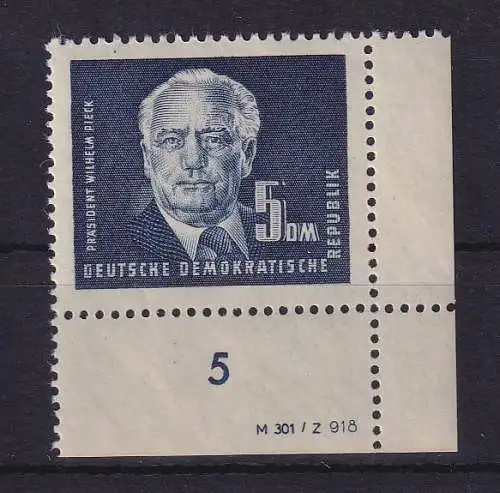 PRÄSIDENT WILHELM PIECK
5 DM
DEUTSCHE DEMOKRATISCHE
REPUBLIK
5
M 301 / Z 918